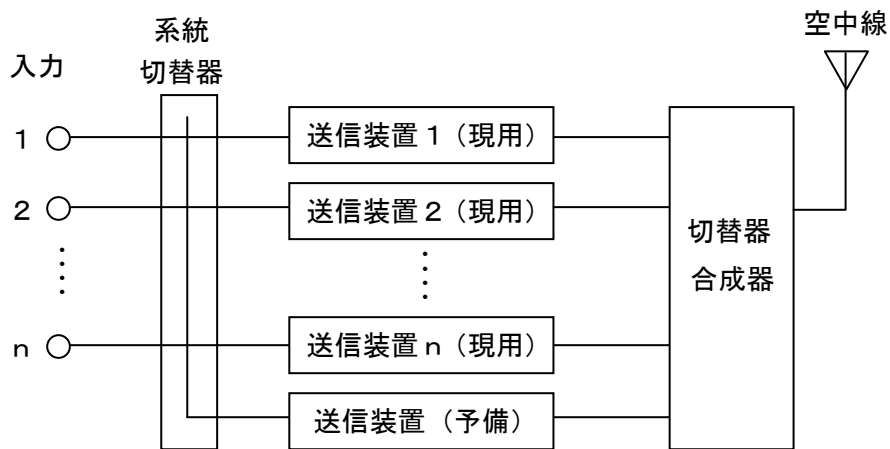 系統
切替器
空中線
入力
1
送信装置1（現用）
2
送信装置2（現用）
切替器
合成器
n
送信装置n（現用）
送信装置（予備）